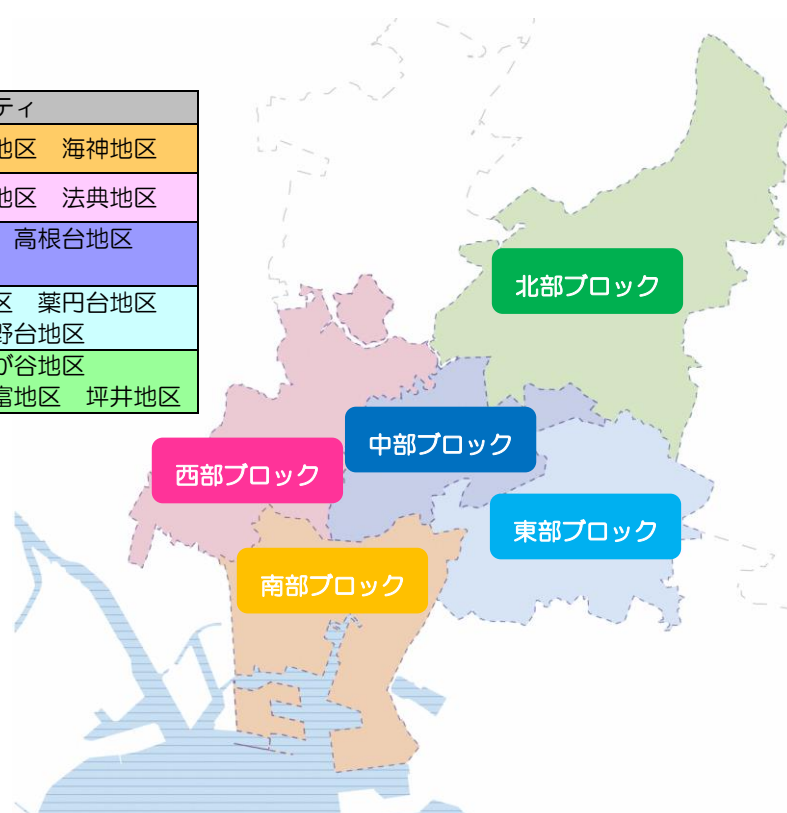 ティ
地区　海神地区
地区　法典地区
高根台地区
区　薬円台地区
野台地区
が谷地区
富地区　坪井地区
北部ブロック
中部ブロック
西部ブロック
東部ブロック
南部ブロック